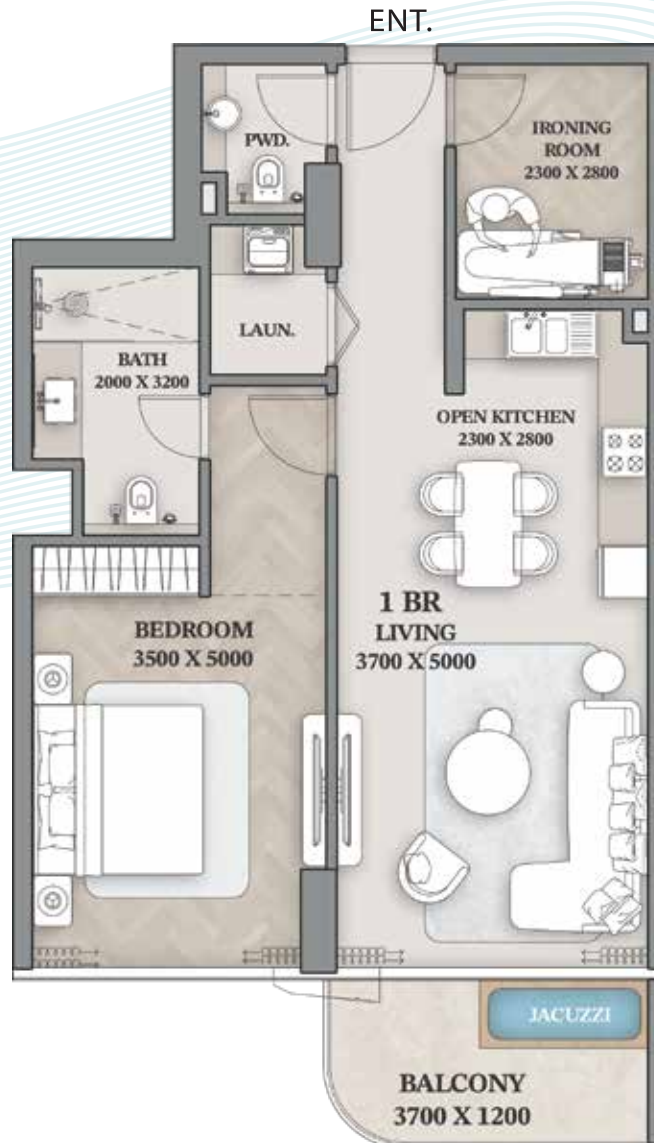 ENT.
PWD.
IRONING
ROOM
2300 X 2800
LAUN.
BATH
2000 X 3200
OPEN KITCHEN
2300 X 2800
1 BR
LIVING
3700 X 5000
BEDROOM
3500 X 5000
JACUZZI
BALCONY
3700 X 1200